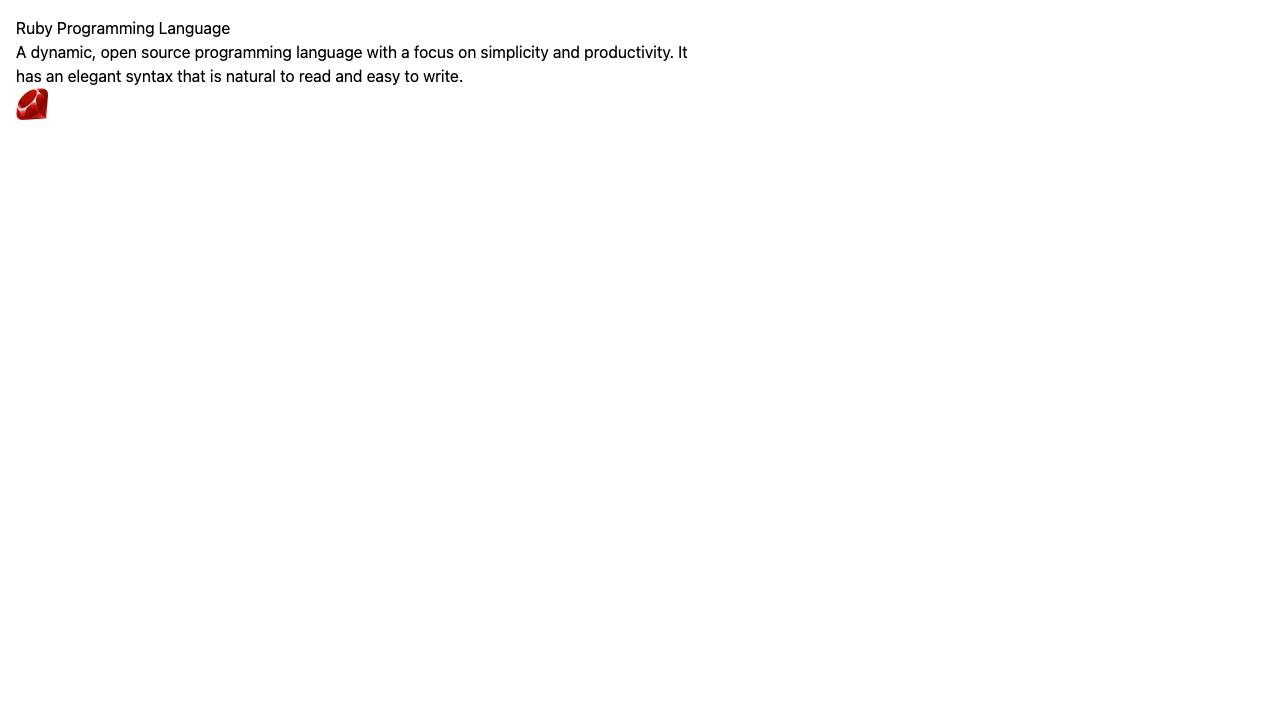 Ruby Programming Language
A dynamic, open source programming language with a focus on simplicity and productivity. It
has an elegant syntax that is natural to read and easy to write.